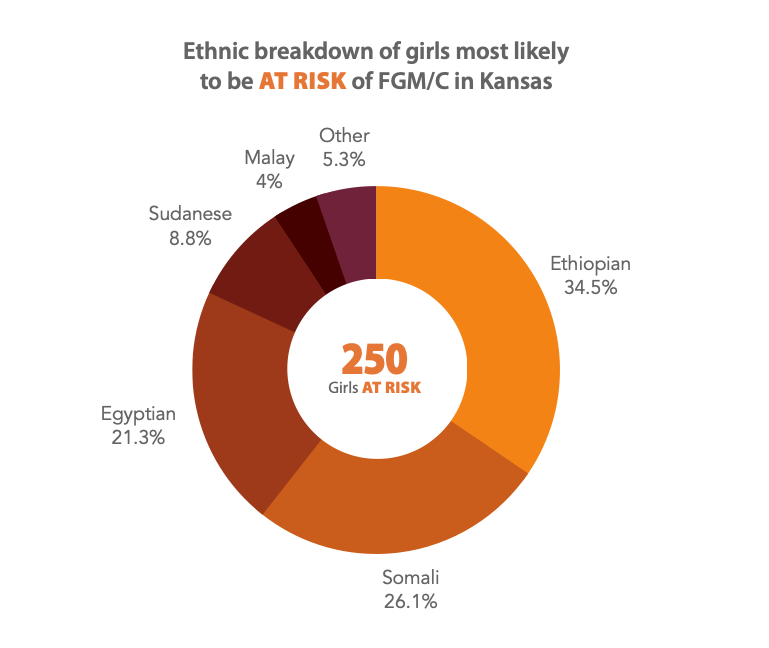 Ethnic breakdown of girls most likely
to be AT RISK of FGM/C in Kansas
Other
5.3%
Malay
4%
Sudanese
8.8%
Ethiopian
34.5%
250
Girls AT RISK
Egyptian
21.3%
Somali
26.1%